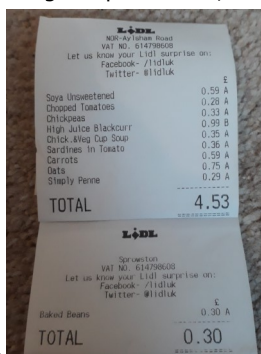 LiDL
NOR-Aylsham Road
VAT NO. 614798608
Let us know your Lidl surprise on:
Facebook- /lidluk
Twitter- @lidluk
£
Soya Unsweetened 0.59 A
Chopped Tomatoes 0.28 A
Chickpeas 0.33 A
High Juice Blackcurr 0.99 B
Chick.&Veg Cup Soup 0.35 A
Sardines in Tomato 0.36 A
Carrots 0.59 A
Oats 0.75 A
Simply Penne 0.29 A
TOTAL 4.53
LiDL
Sprowston
VAT NO. 614798608
Let us know your Lidl surprise on:
Facebook- /lidluk
Twitter- @lidluk
£
Baked Beans 0.30 A
TOTAL 0.30